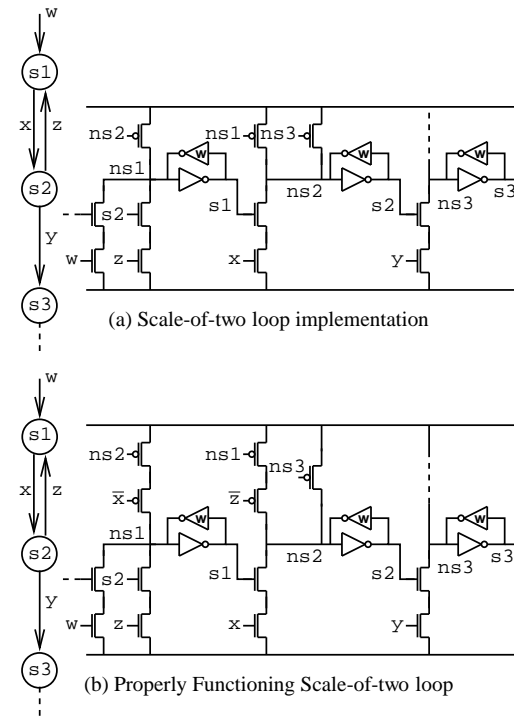 w
s1
x z
s2
y
s3
ns2 ns1 ns3
w w w
ns1 ns2 ns3 s3
s1 s2
s2
w z x y
(a) Scale-of-two loop implementation
w
s1
x z
s2
y
s3
ns2 ns1
ns3
x̅ z̅
w w w
ns1 ns2 ns3 s3
s1 s2
s2
w z x y
(b) Properly Functioning Scale-of-two loop